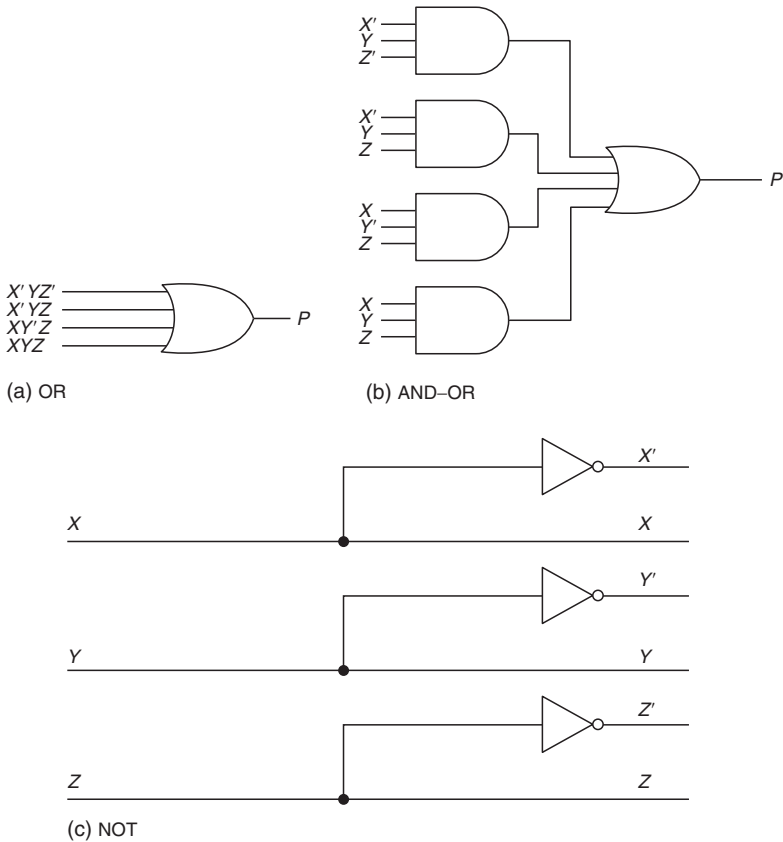 X′YZ′
X′YZ
XY′Z
XYZ
P
(a) OR
X′
Y
Z′
X′
Y
Z
X
Y′
Z
X
Y
Z
P
(b) AND–OR
X′
X
X
Y′
Y
Y
Z′
Z
Z
(c) NOT